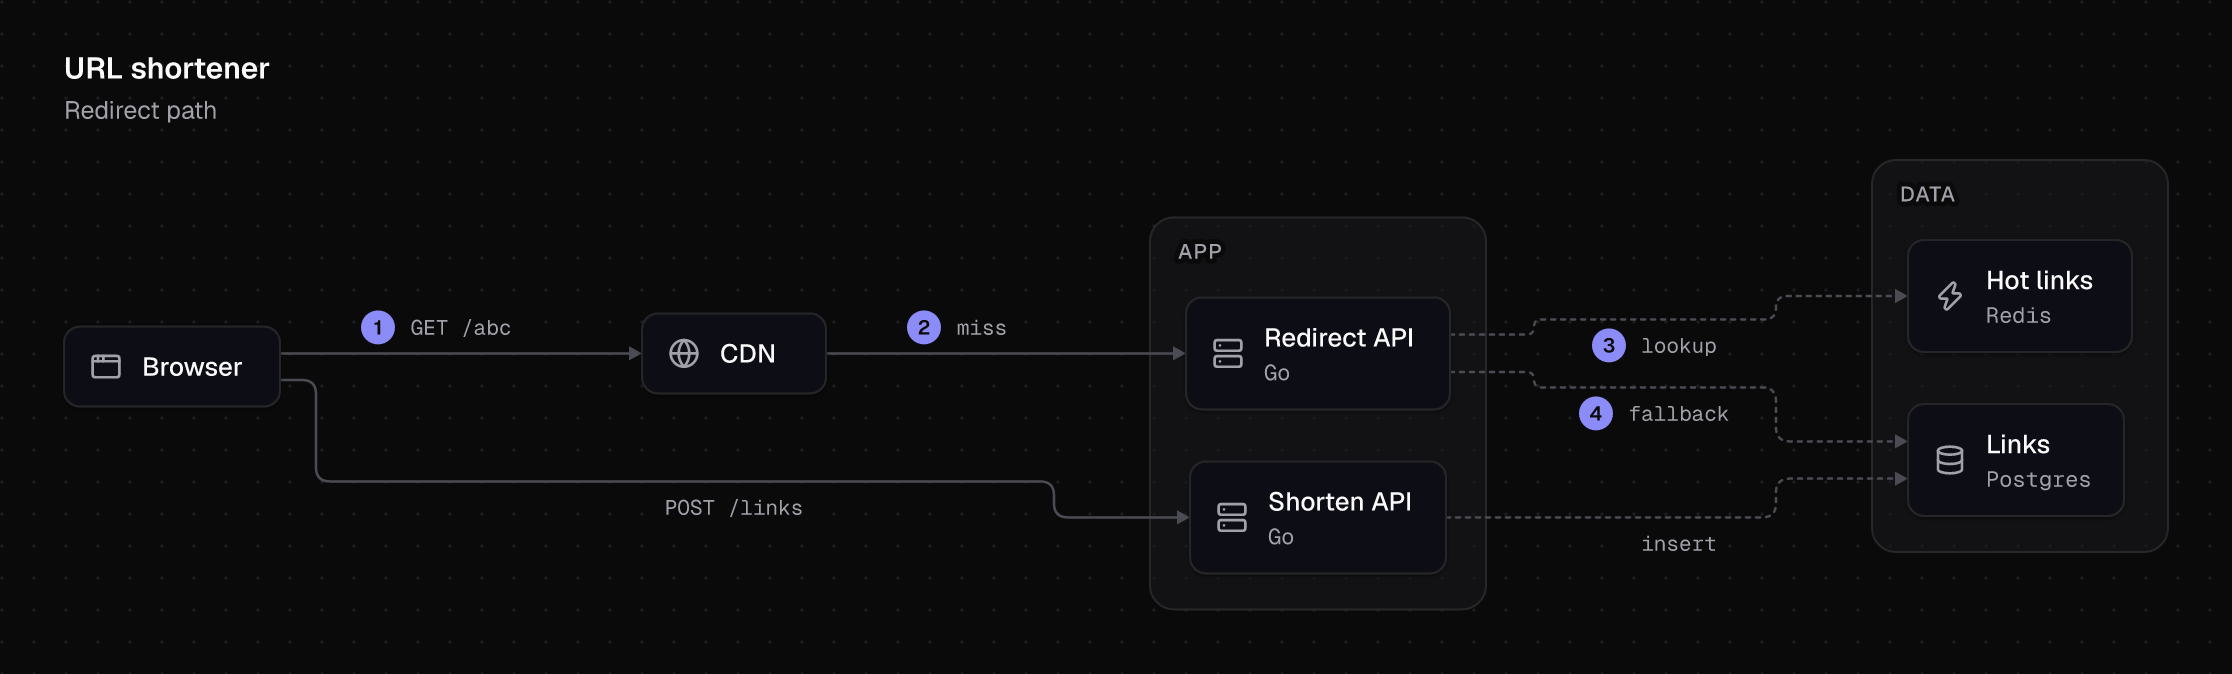 URL shortener
Redirect path
Browser
1 GET /abc
CDN
2 miss
POST /links
APP
Redirect API
Go
Shorten API
Go
3 lookup
4 fallback
insert
DATA
Hot links
Redis
Links
Postgres